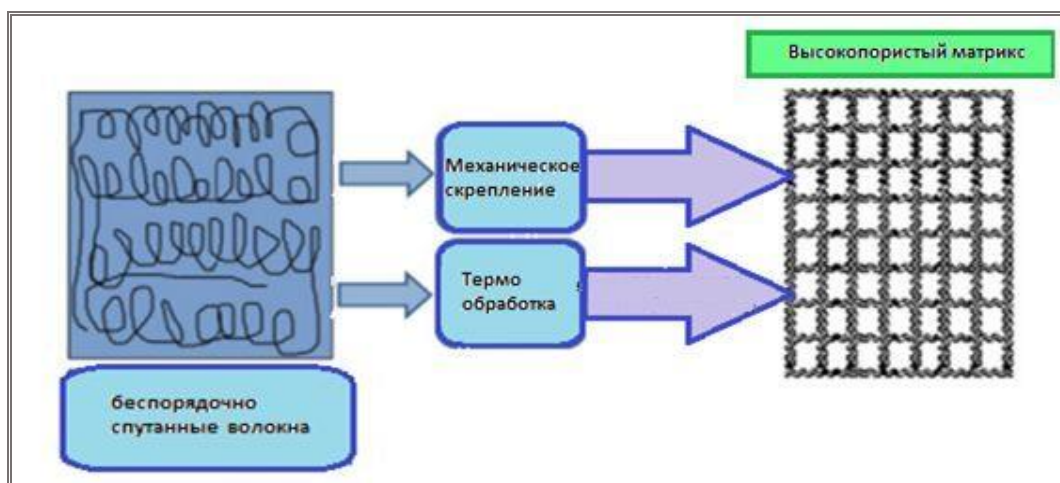 Высокопористый матрикс
Механическое
скрепление
Термо
обработка
беспорядочно
спутанные волокна